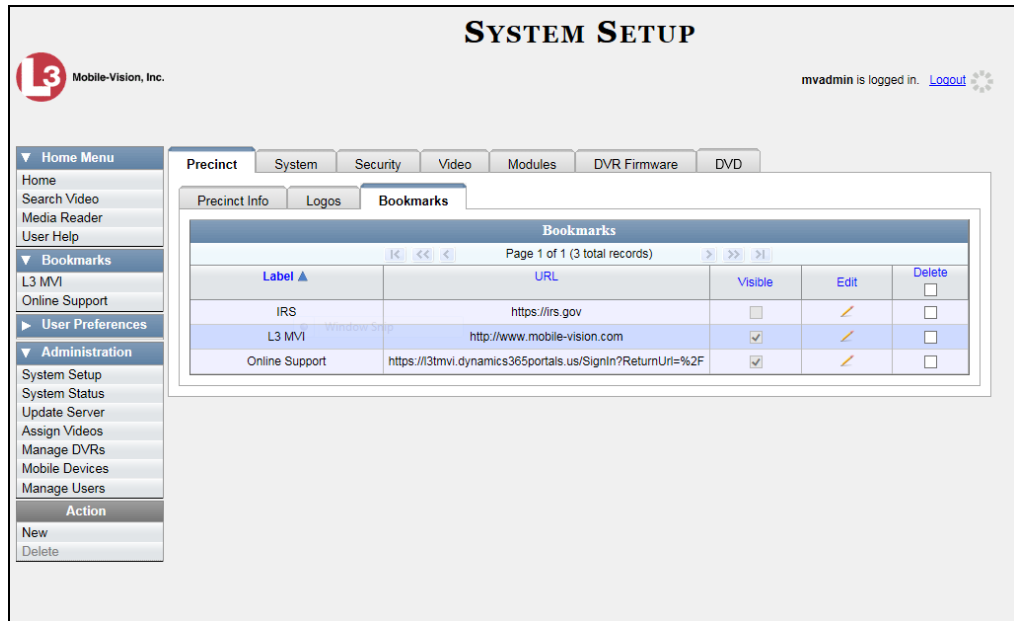 SYSTEM SETUP
L3 Mobile-Vision, Inc.
mvadmin is logged in. Logout
▼ Home Menu
Home
Search Video
Media Reader
User Help
▼ Bookmarks
L3 MVI
Online Support
▶ User Preferences
▼ Administration
System Setup
System Status
Update Server
Assign Videos
Manage DVRs
Mobile Devices
Manage Users
Action
New
Delete
Precinct System Security Video Modules DVR Firmware DVD
Precinct Info Logos Bookmarks
Bookmarks
|< << < Page 1 of 1 (3 total records) > >> >|
Label ▲ URL Visible Edit Delete
IRS https://irs.gov
Window Snip
L3 MVI http://www.mobile-vision.com
Online Support https://l3tmvi.dynamics365portals.us/SignIn?ReturnUrl=%2F